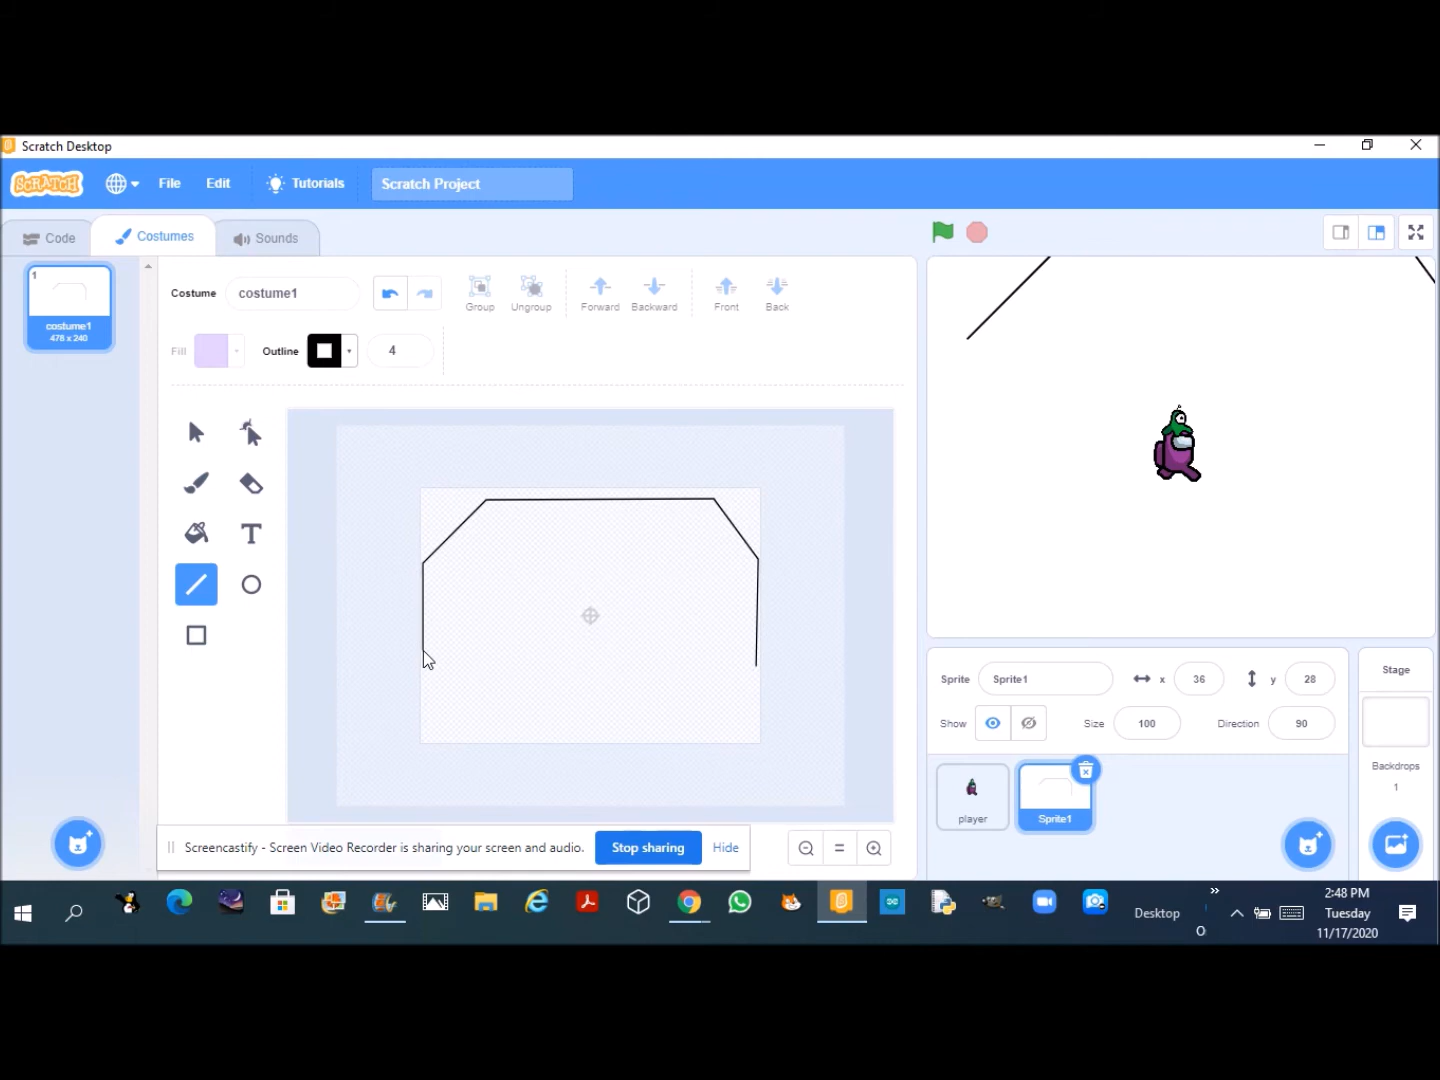 Scratch Desktop
SCRATCH File Edit Tutorials Scratch Project
Code Costumes Sounds
1
costume1
478 x 240
Costume costume1 Group Ungroup Forward Backward Front Back
Fill Outline 4
T
Sprite Sprite1 x 36 y 28
Show Size 100 Direction 90
player
Sprite1
Stage
Backdrops
1
Screencastify - Screen Video Recorder is sharing your screen and audio. Stop sharing Hide
Desktop
2:48 PM
Tuesday
11/17/2020